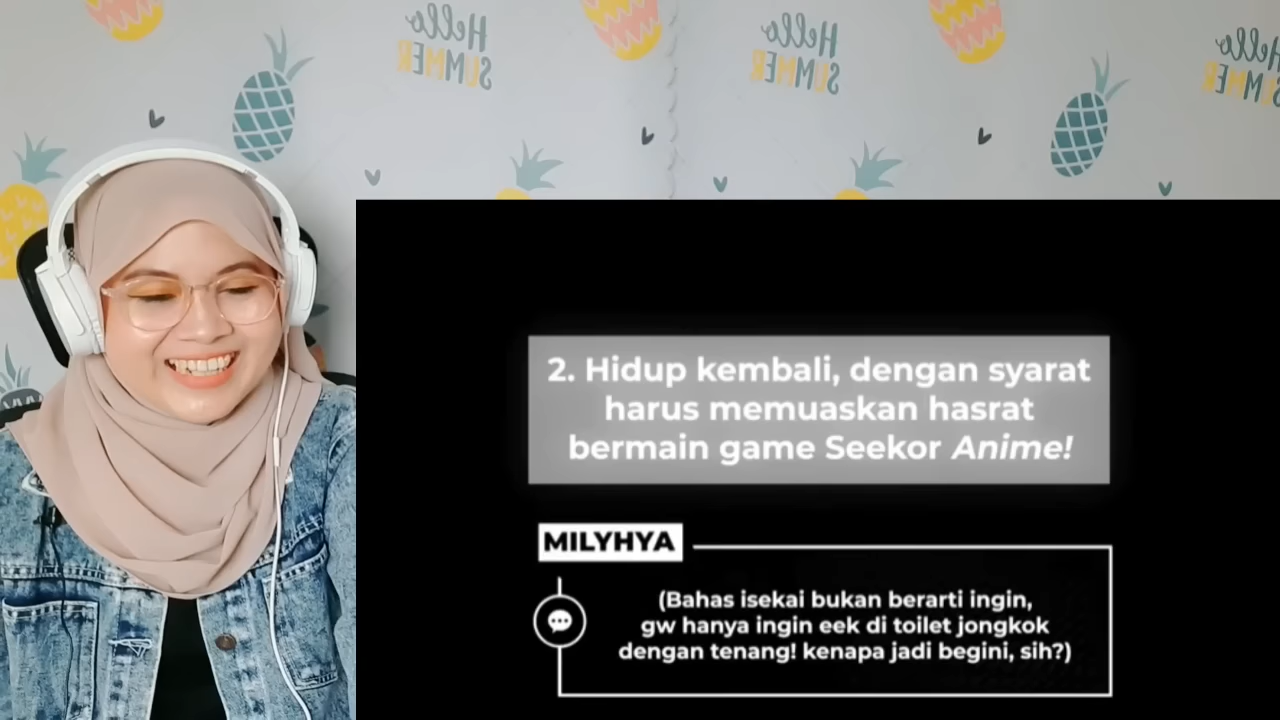 Hello
SUMMER
Hello
SUMMER
Hello
SUMMER
2. Hidup kembali, dengan syarat
harus memuaskan hasrat
bermain game Seekor Anime!
MILYHYA
(Bahas isekai bukan berarti ingin,
gw hanya ingin eek di toilet jongkok
dengan tenang! kenapa jadi begini, sih?)